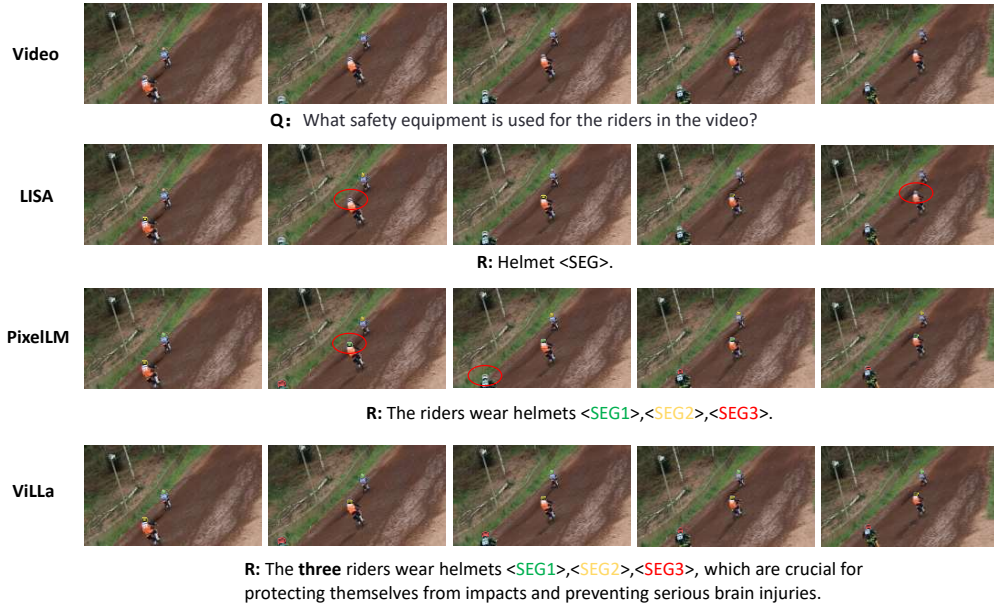 Video
Q: What safety equipment is used for the riders in the video?
LISA
R: Helmet <SEG>.
PixelLM
R: The riders wear helmets <SEG1>,<SEG2>,<SEG3>.
ViLLa
R: The three riders wear helmets <SEG1>,<SEG2>,<SEG3>, which are crucial for
protecting themselves from impacts and preventing serious brain injuries.